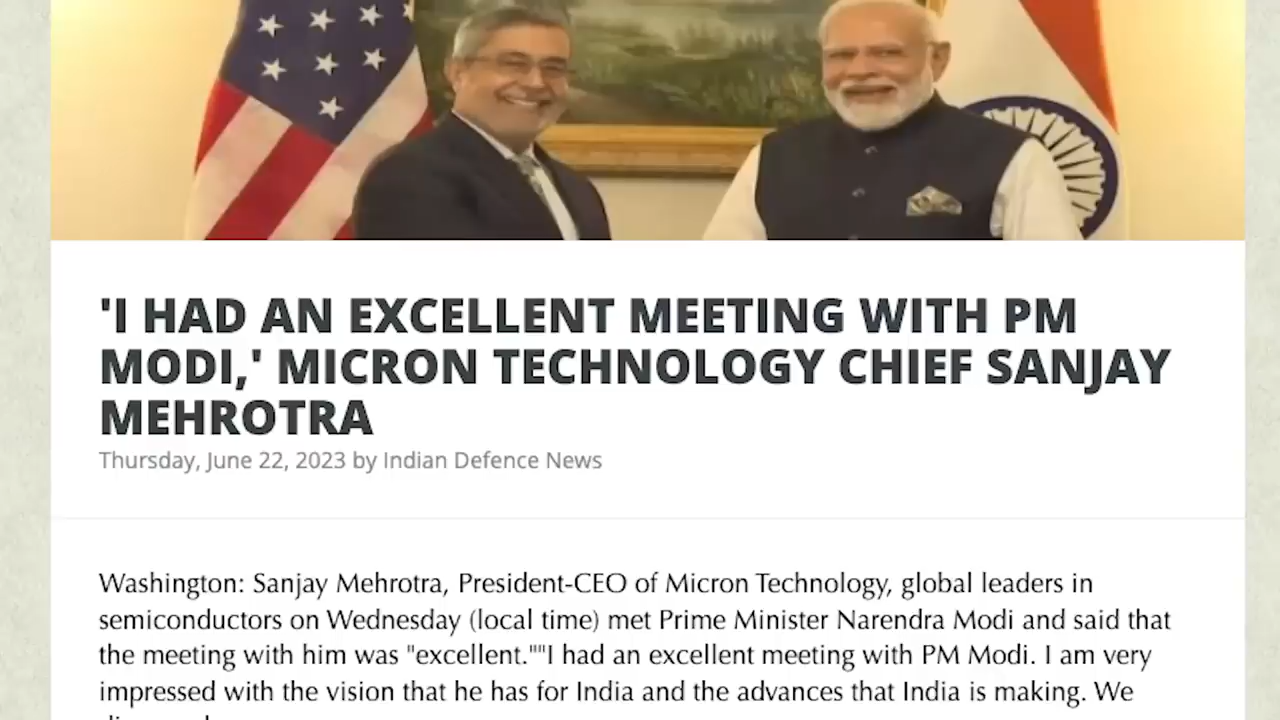 'I HAD AN EXCELLENT MEETING WITH PM
MODI,' MICRON TECHNOLOGY CHIEF SANJAY
MEHROTRA
Thursday, June 22, 2023 by Indian Defence News
Washington: Sanjay Mehrotra, President-CEO of Micron Technology, global leaders in
semiconductors on Wednesday (local time) met Prime Minister Narendra Modi and said that
the meeting with him was "excellent.""I had an excellent meeting with PM Modi. I am very
impressed with the vision that he has for India and the advances that India is making. We